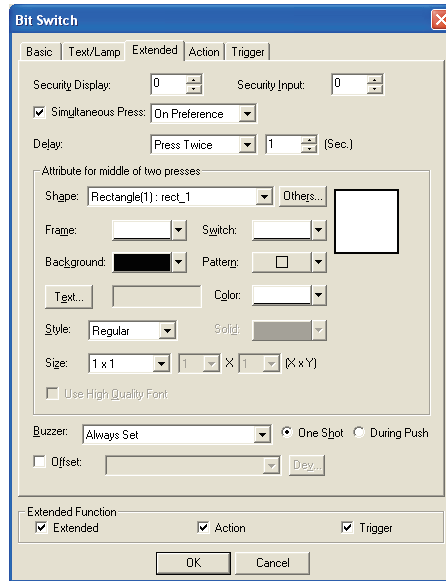 Bit Switch
Basic Text/Lamp Extended Action Trigger
Security Display: 0 Security Input: 0
Simultaneous Press: On Preference
Delay: Press Twice 1 (Sec.)
Attribute for middle of two presses
Shape: Rectangle(1) : rect_1 Others...
Frame: Switch:
Background: Pattern:
Text... Color:
Style: Regular Solid:
Size: 1 x 1 1 X 1 (X x Y)
Use High Quality Font
Buzzer: Always Set One Shot During Push
Offset: Dev...
Extended Function
Extended Action Trigger
OK Cancel